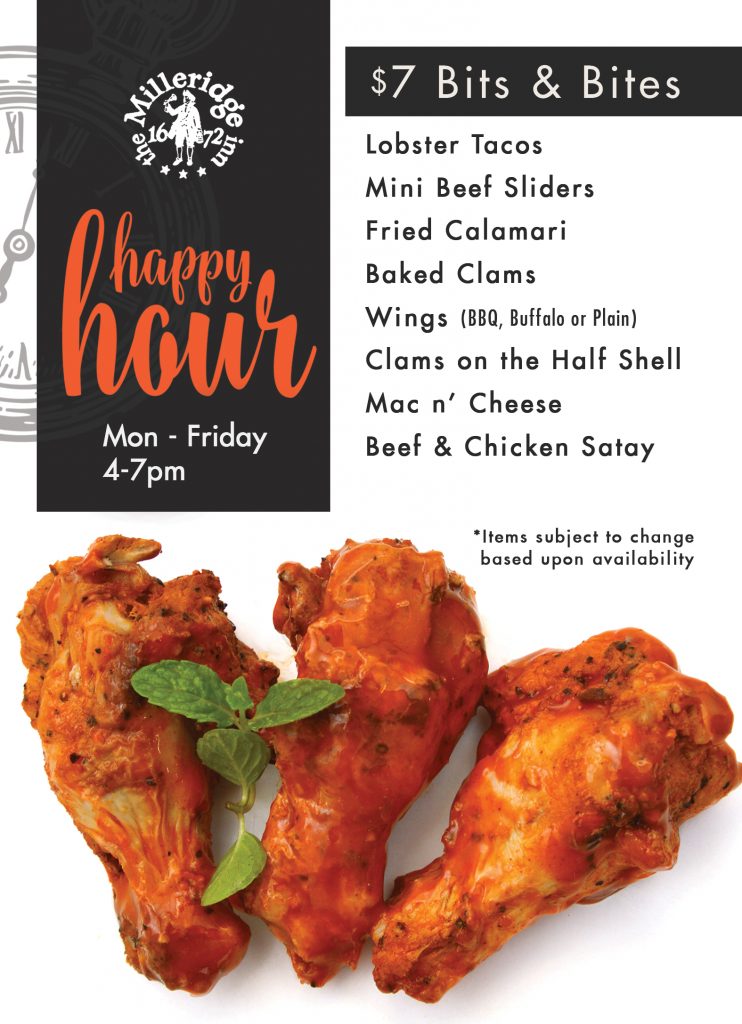 the Milleridge inn
1672
happy
hour
Mon - Friday
4-7pm
$7 Bits & Bites
Lobster Tacos
Mini Beef Sliders
Fried Calamari
Baked Clams
Wings (BBQ, Buffalo or Plain)
Clams on the Half Shell
Mac n’ Cheese
Beef & Chicken Satay
*Items subject to change
based upon availability